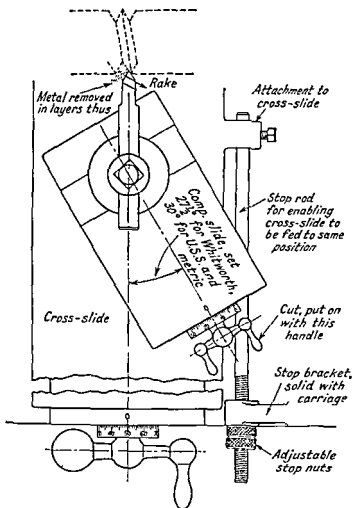 Rake
Metal removed
in layers thus
Attachment to
cross-slide
Stop rod
for enabling
cross-slide to
be fed to same
position
Comp. slide, set
27½° for Whitworth,
30° for U.S.S. and
metric
Cross-slide
Cut, put on
with this
handle
Stop bracket,
solid with
carriage
Adjustable
stop nuts